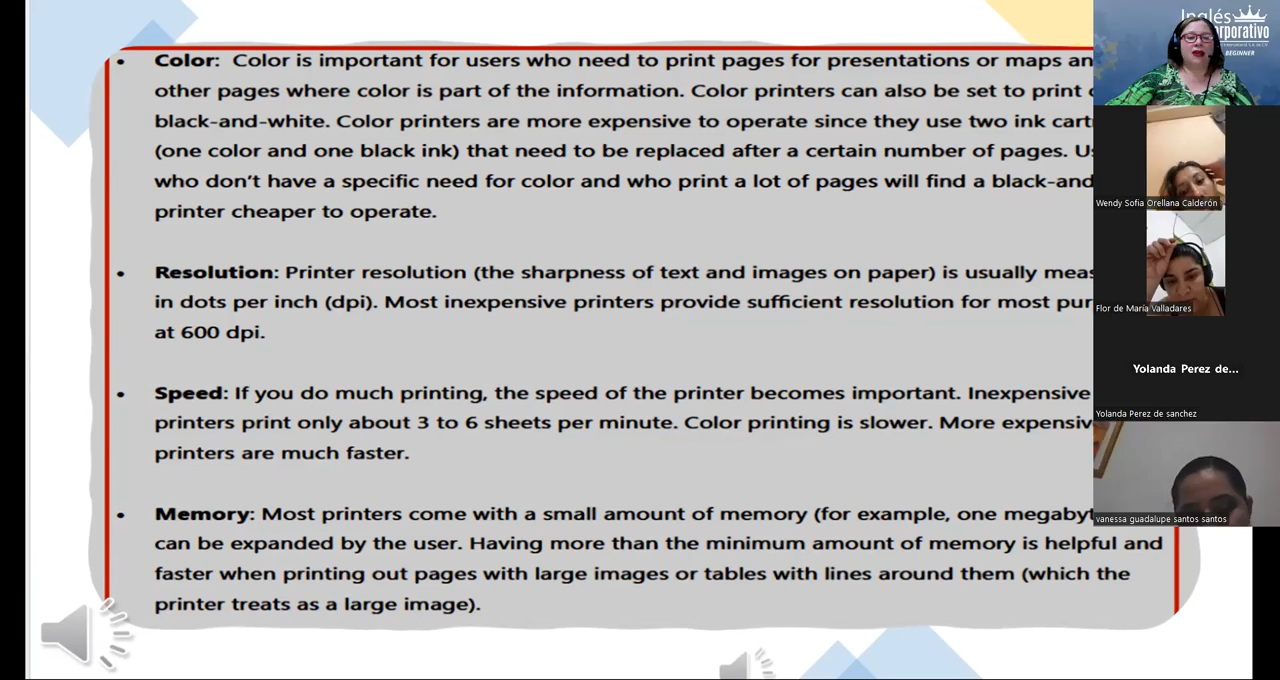 • Color: Color is important for users who need to print pages for presentations or maps an
other pages where color is part of the information. Color printers can also be set to print
black-and-white. Color printers are more expensive to operate since they use two ink cart
(one color and one black ink) that need to be replaced after a certain number of pages. U
who don't have a specific need for color and who print a lot of pages will find a black-and
printer cheaper to operate.
• Resolution: Printer resolution (the sharpness of text and images on paper) is usually meas
in dots per inch (dpi). Most inexpensive printers provide sufficient resolution for most pur
at 600 dpi.
• Speed: If you do much printing, the speed of the printer becomes important. Inexpensive
printers print only about 3 to 6 sheets per minute. Color printing is slower. More expensiv
printers are much faster.
• Memory: Most printers come with a small amount of memory (for example, one megabyt
can be expanded by the user. Having more than the minimum amount of memory is helpful and
faster when printing out pages with large images or tables with lines around them (which the
printer treats as a large image).
Inglés
orporativo
BEGINNER
Wendy Sofia Orellana Calderón
Flor de María Valladares
Yolanda Perez de...
Yolanda Perez de sanchez
vanessa guadalupe santos santos